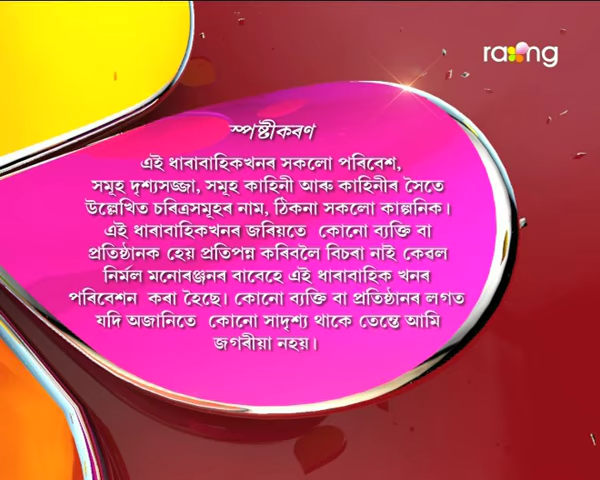 rang
স্পষ্টীকৰণ
এই ধাৰাবাহিকখনৰ সকলো পৰিবেশ,
সমূহ দৃশ্যসজ্জা, সমূহ কাহিনী আৰু কাহিনীৰ সৈতে
উল্লেখিত চৰিত্ৰসমূহৰ নাম, ঠিকনা সকলো কাল্পনিক।
এই ধাৰাবাহিকখনৰ জৰিয়তে কোনো ব্যক্তি বা
প্ৰতিষ্ঠানক হেয় প্ৰতিপন্ন কৰিবলৈ বিচৰা নাই কেৱল
নিৰ্মল মনোৰঞ্জনৰ বাবেহে এই ধাৰাবাহিক খনৰ
পৰিবেশন কৰা হৈছে। কোনো ব্যক্তি বা প্ৰতিষ্ঠানৰ লগত
যদি অজানিতে কোনো সাদৃশ্য থাকে তেন্তে আমি
জগৰীয়া নহয়।